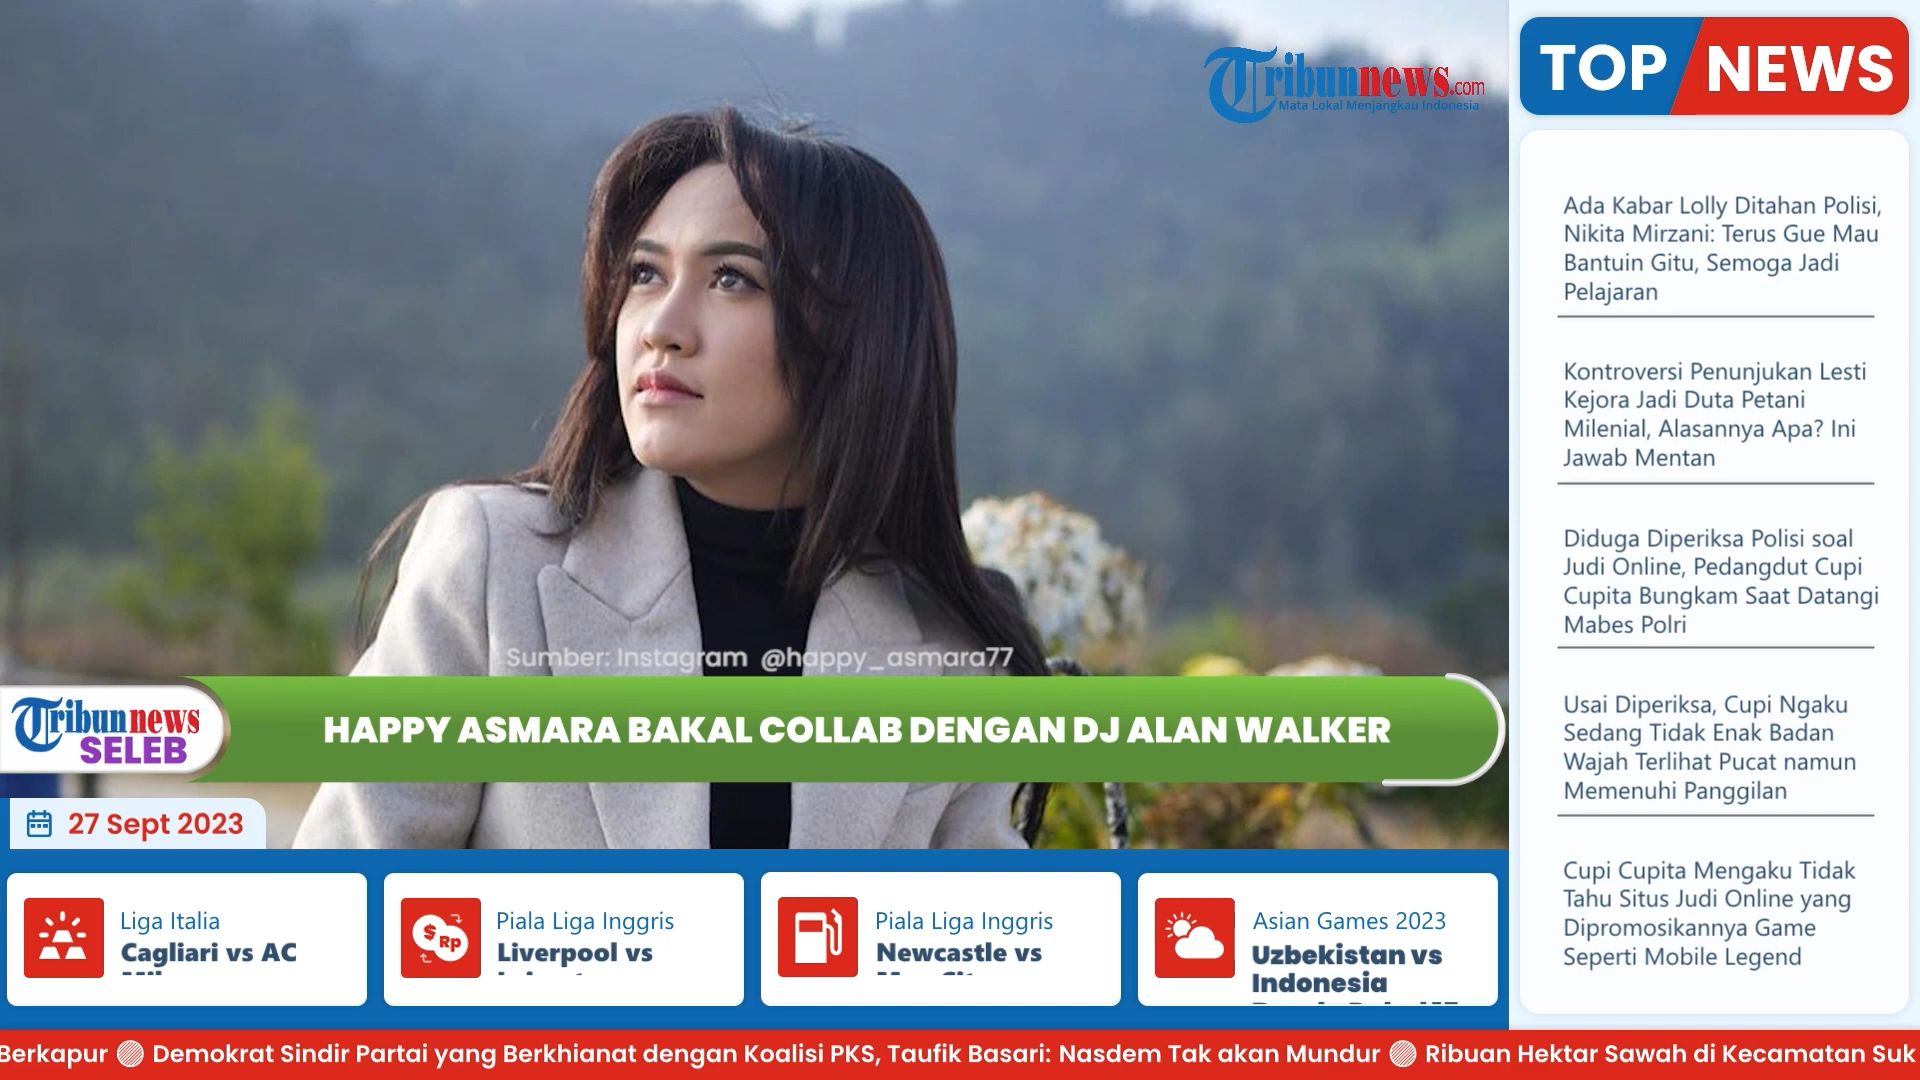 Tribunnews.com
Mata Lokal Menjangkau Indonesia
Sumber: Instagram @happy_asmara77
Tribunnews
SELEB
HAPPY ASMARA BAKAL COLLAB DENGAN DJ ALAN WALKER
27 Sept 2023
Liga Italia
Cagliari vs AC
Piala Liga Inggris
Liverpool vs
Piala Liga Inggris
Newcastle vs
Asian Games 2023
Uzbekistan vs
Indonesia
TOP NEWS
Ada Kabar Lolly Ditahan Polisi,
Nikita Mirzani: Terus Gue Mau
Bantuin Gitu, Semoga Jadi
Pelajaran
Kontroversi Penunjukan Lesti
Kejora Jadi Duta Petani
Milenial, Alasannya Apa? Ini
Jawab Mentan
Diduga Diperiksa Polisi soal
Judi Online, Pedangdut Cupi
Cupita Bungkam Saat Datangi
Mabes Polri
Usai Diperiksa, Cupi Ngaku
Sedang Tidak Enak Badan
Wajah Terlihat Pucat namun
Memenuhi Panggilan
Cupi Cupita Mengaku Tidak
Tahu Situs Judi Online yang
Dipromosikannya Game
Seperti Mobile Legend
Berkapur Demokrat Sindir Partai yang Berkhianat dengan Koalisi PKS, Taufik Basari: Nasdem Tak akan Mundur Ribuan Hektar Sawah di Kecamatan Suk